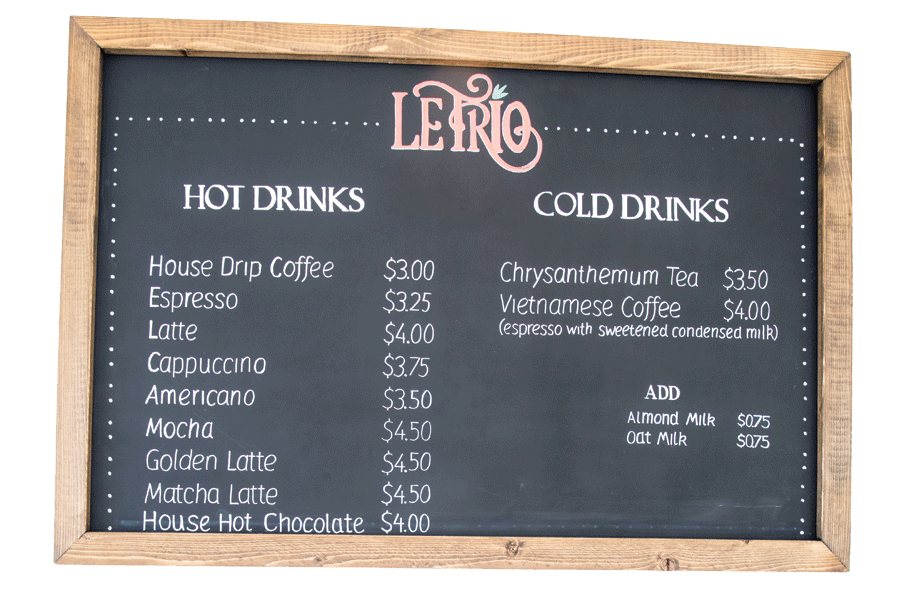 LE TRIO
HOT DRINKS
House Drip Coffee $3.00
Espresso $3.25
Latte $4.00
Cappuccino $3.75
Americano $3.50
Mocha $4.50
Golden Latte $4.50
Matcha Latte $4.50
House Hot Chocolate $4.00
COLD DRINKS
Chrysanthemum Tea $3.50
Vietnamese Coffee $4.00
(espresso with sweetened condensed milk)
ADD
Almond Milk $0.75
Oat Milk $0.75